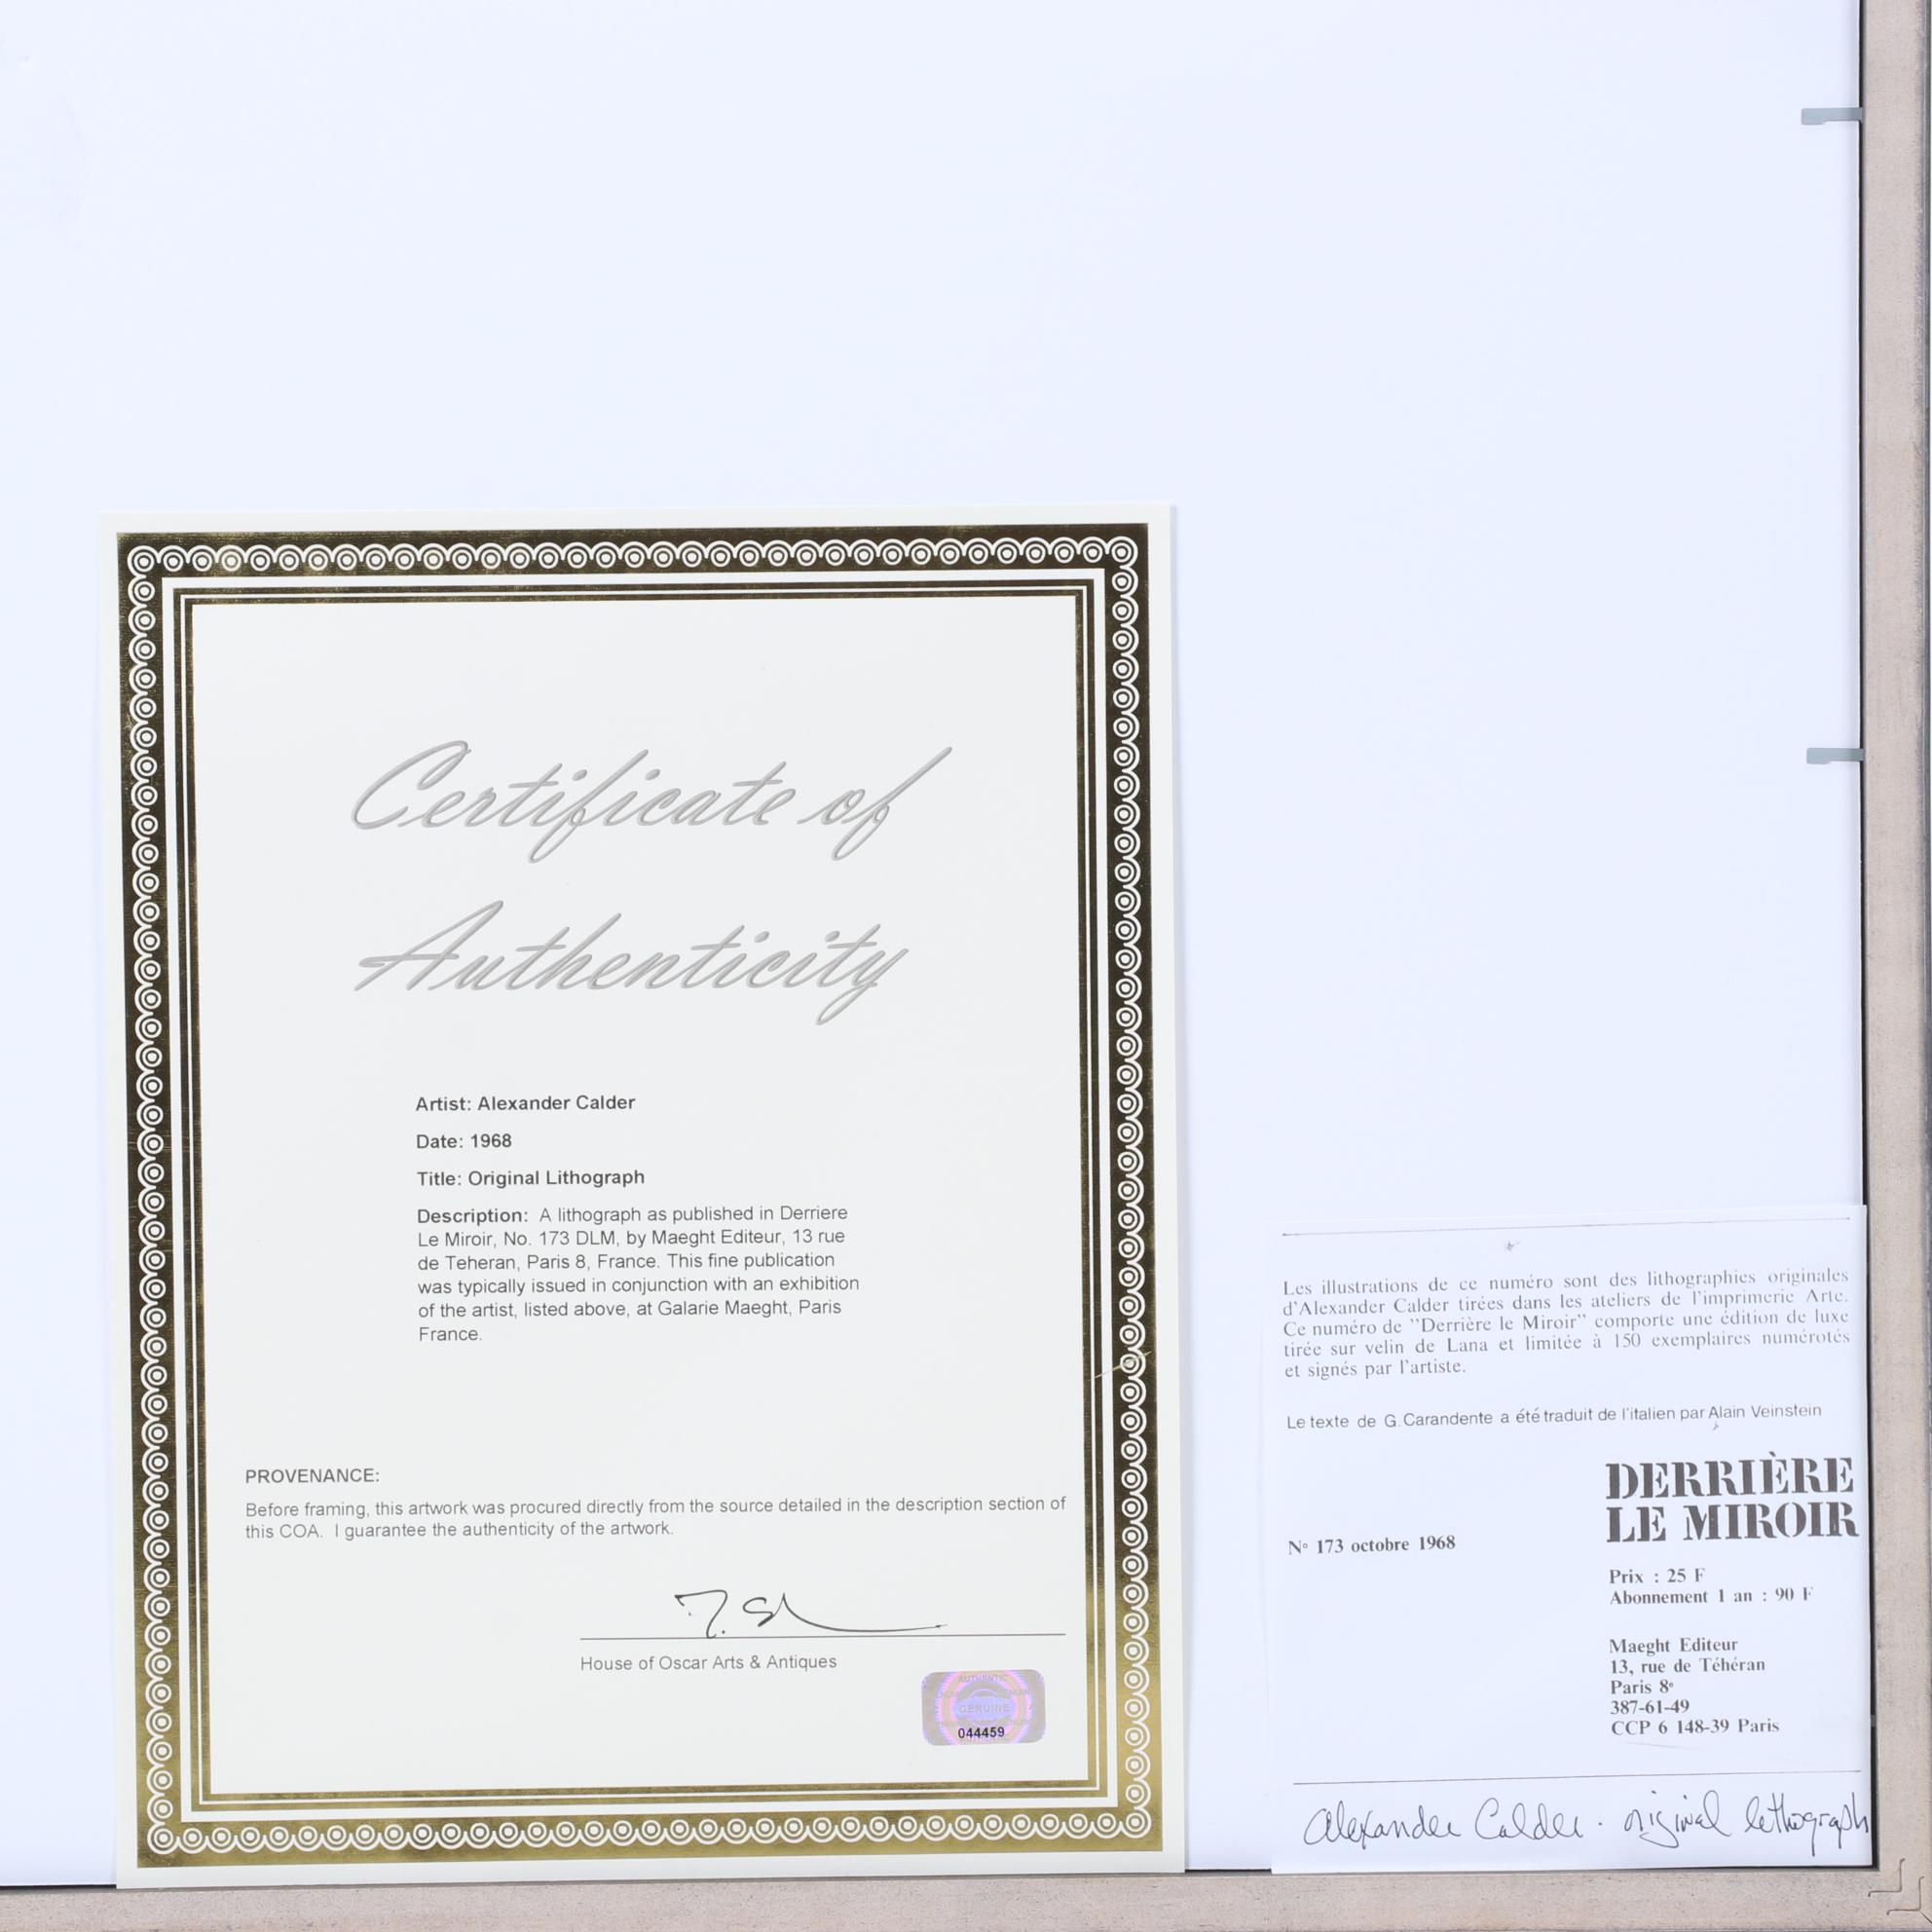 Certificate of
Authenticity
Artist: Alexander Calder
Date: 1968
Title: Original Lithograph
Description: A lithograph as published in Derriere
Le Miroir, No. 173 DLM, by Maeght Editeur, 13 rue
de Teheran, Paris 8, France. This fine publication
was typically issued in conjunction with an exhibition
of the artist, listed above, at Galarie Maeght, Paris
France.
PROVENANCE:
Before framing, this artwork was procured directly from the source detailed in the description section of
this COA. I guarantee the authenticity of the artwork.
House of Oscar Arts & Antiques
AUTHENTIC
GENUINE
044459
Les illustrations de ce numéro sont des lithographies originales
d'Alexander Calder tirées dans les ateliers de l'imprimerie Arte.
Ce numéro de "Derrière le Miroir" comporte une édition de luxe
tirée sur velin de Lana et limitée à 150 exemplaires numérotés
et signés par l'artiste.
Le texte de G. Carandente a été traduit de l'italien par Alain Veinstein
DERRIÈRE
LE MIROIR
Nº 173 octobre 1968
Prix : 25 F
Abonnement 1 an : 90 F
Maeght Editeur
13, rue de Téhéran
Paris 8e
387-61-49
CCP 6 148-39 Paris
Alexander Calder. original lithograph